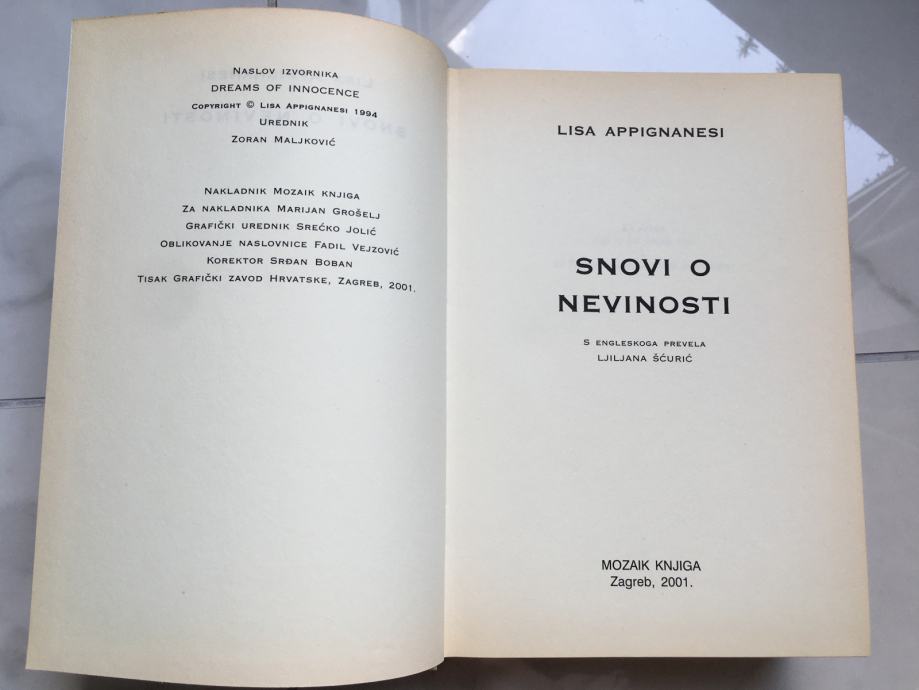 NASLOV IZVORNIKA
DREAMS OF INNOCENCE
COPYRIGHT © LISA APPIGNANESI 1994
UREDNIK
ZORAN MALJKOVIĆ
NAKLADNIK MOZAIK KNJIGA
ZA NAKLADNIKA MARIJAN GROŠELJ
GRAFIČKI UREDNIK SREĆKO JOLIĆ
OBLIKOVANJE NASLOVNICE FADIL VEJZOVIĆ
KOREKTOR SRĐAN BOBAN
TISAK GRAFIČKI ZAVOD HRVATSKE, ZAGREB, 2001.
LISA APPIGNANESI
SNOVI O
NEVINOSTI
S ENGLESKOGA PREVELA
LJILJANA ŠĆURIĆ
MOZAIK KNJIGA
Zagreb, 2001.